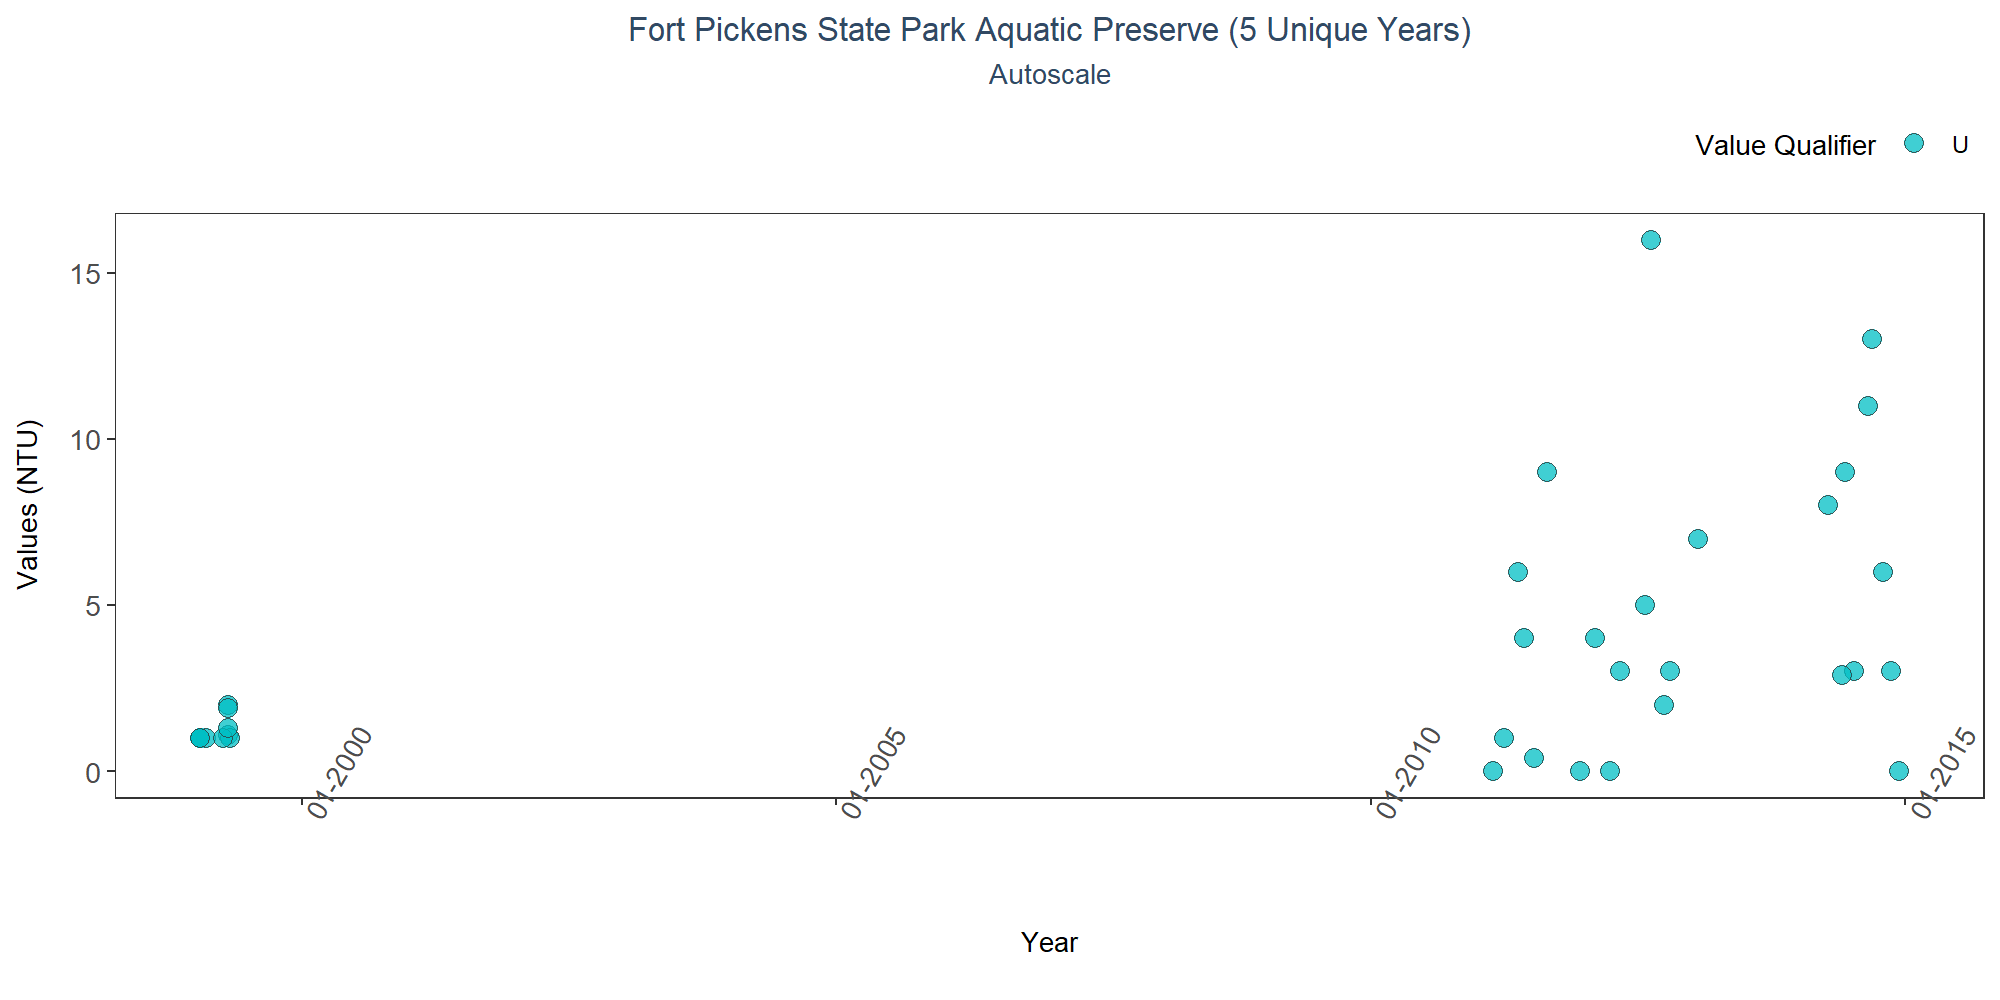 Fort Pickens State Park Aquatic Preserve (5 Unique Years)
Autoscale
Value Qualifier U
Values (NTU)
15
10
5
0
01-2000
01-2005
01-2010
01-2015
Year